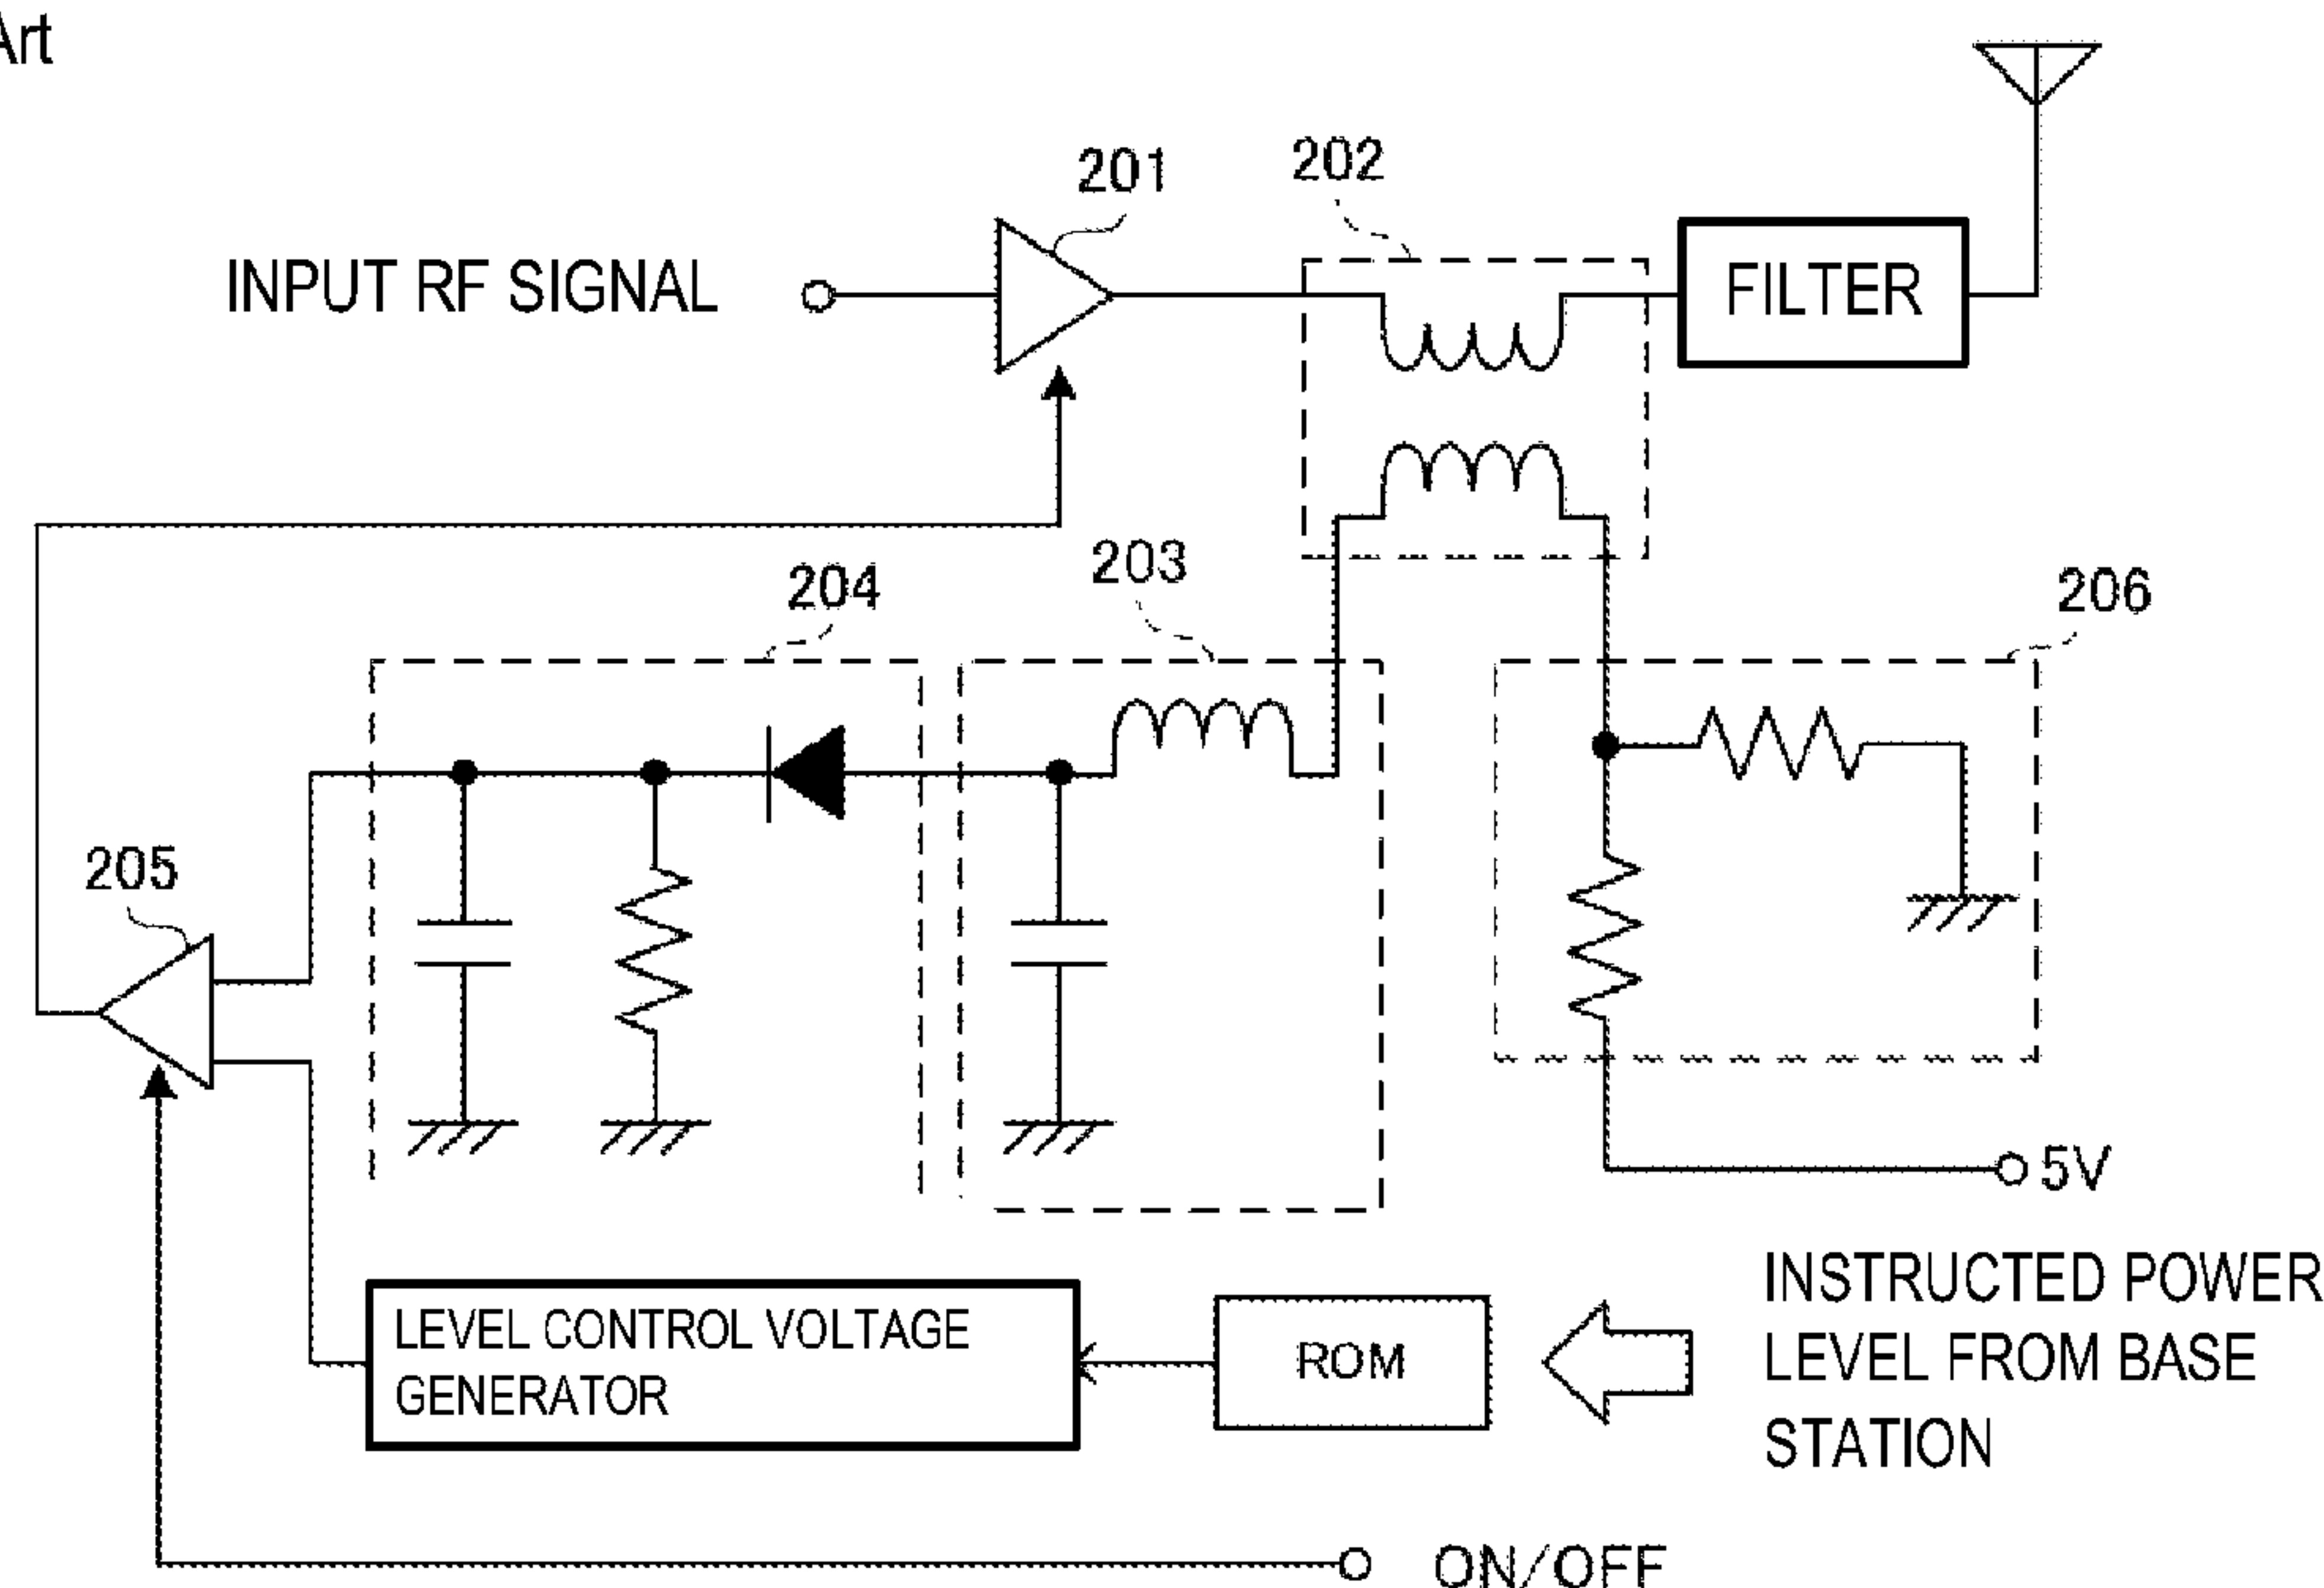 Art
201
202
INPUT RF SIGNAL
FILTER
203
204
206
205
5V
LEVEL CONTROL VOLTAGE
GENERATOR
ROM
INSTRUCTED POWER
LEVEL FROM BASE
STATION
ON/OFF